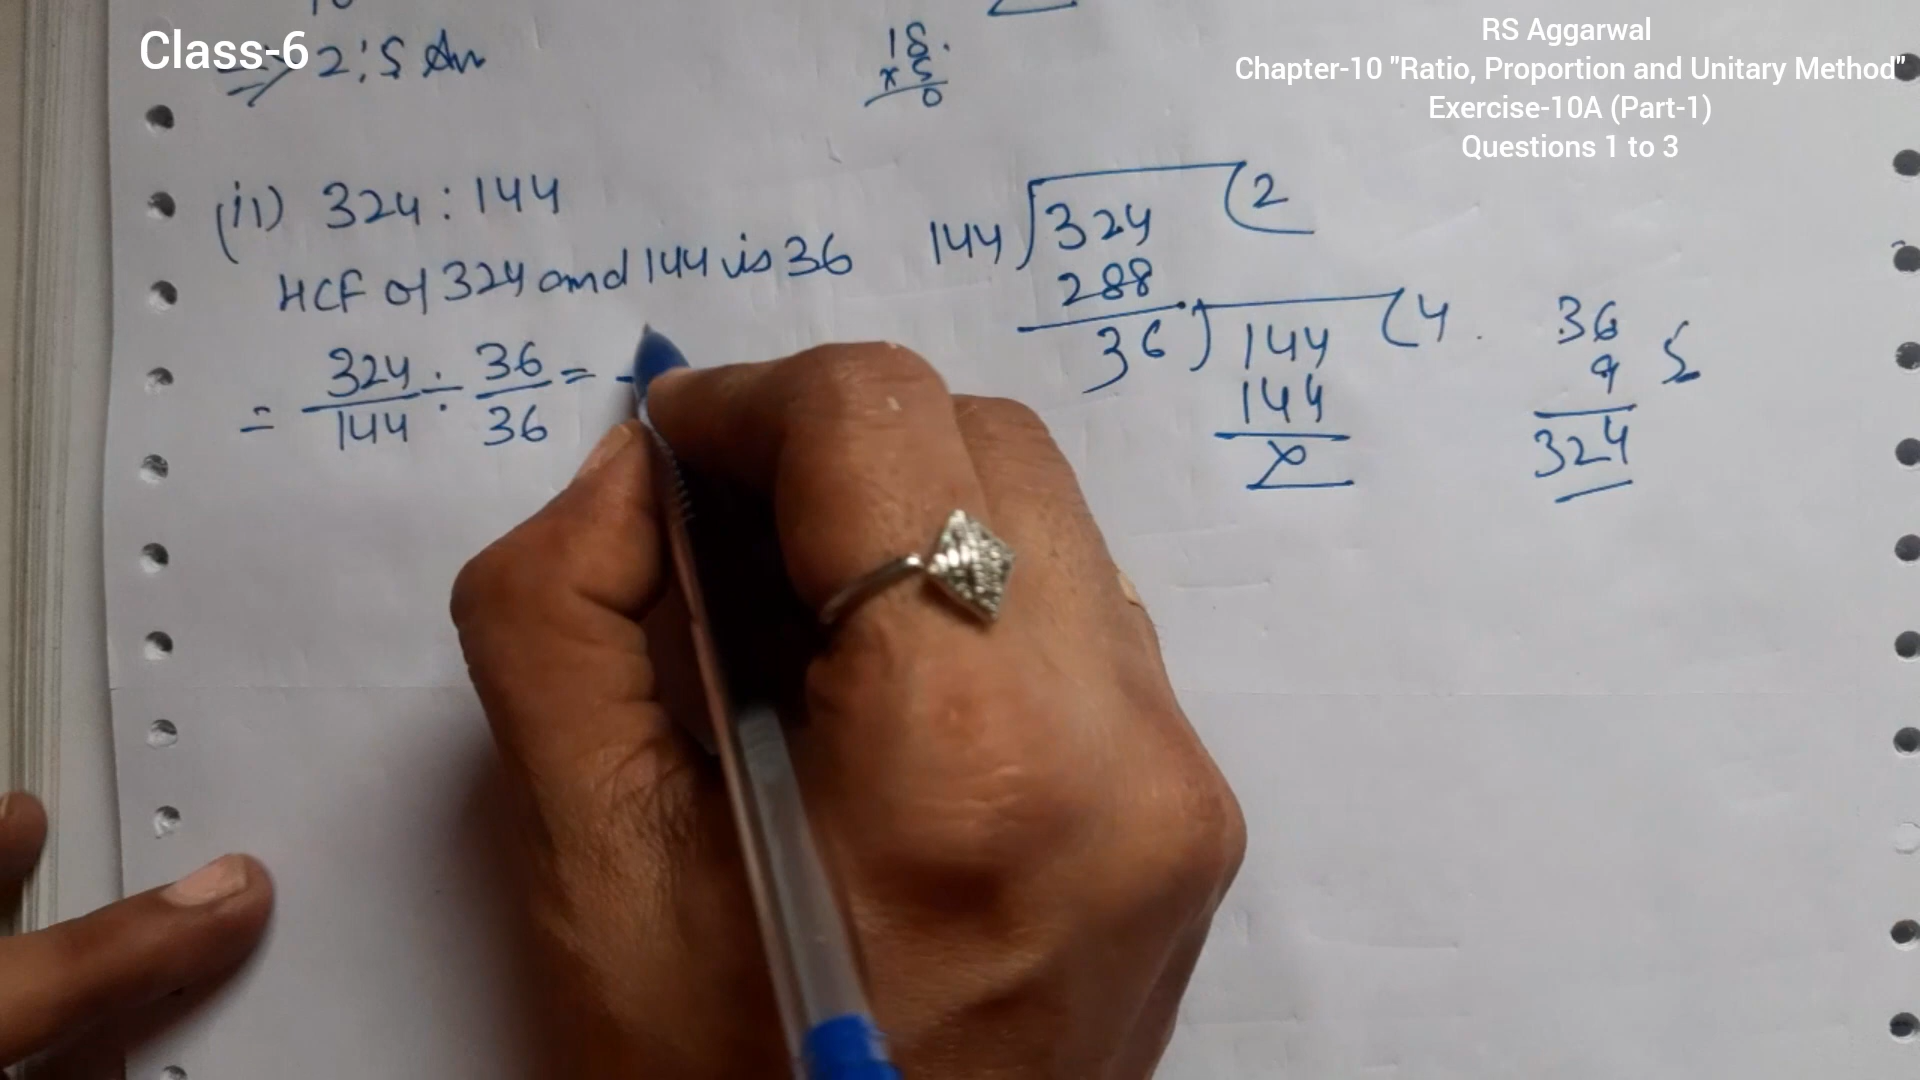 Class-6
RS Aggarwal
Chapter-10 "Ratio, Proportion and Unitary Method"
Exercise-10A (Part-1)
Questions 1 to 3
⇒ 2:5 An
18
× 5
0
(ii) 324 : 144
HCF of 324 and 144 is 36
= 324/144 ÷ 36/36 =
144 ) 324 ( 2
288
36 ) 144 ( 4
144
x
36
9 5
324